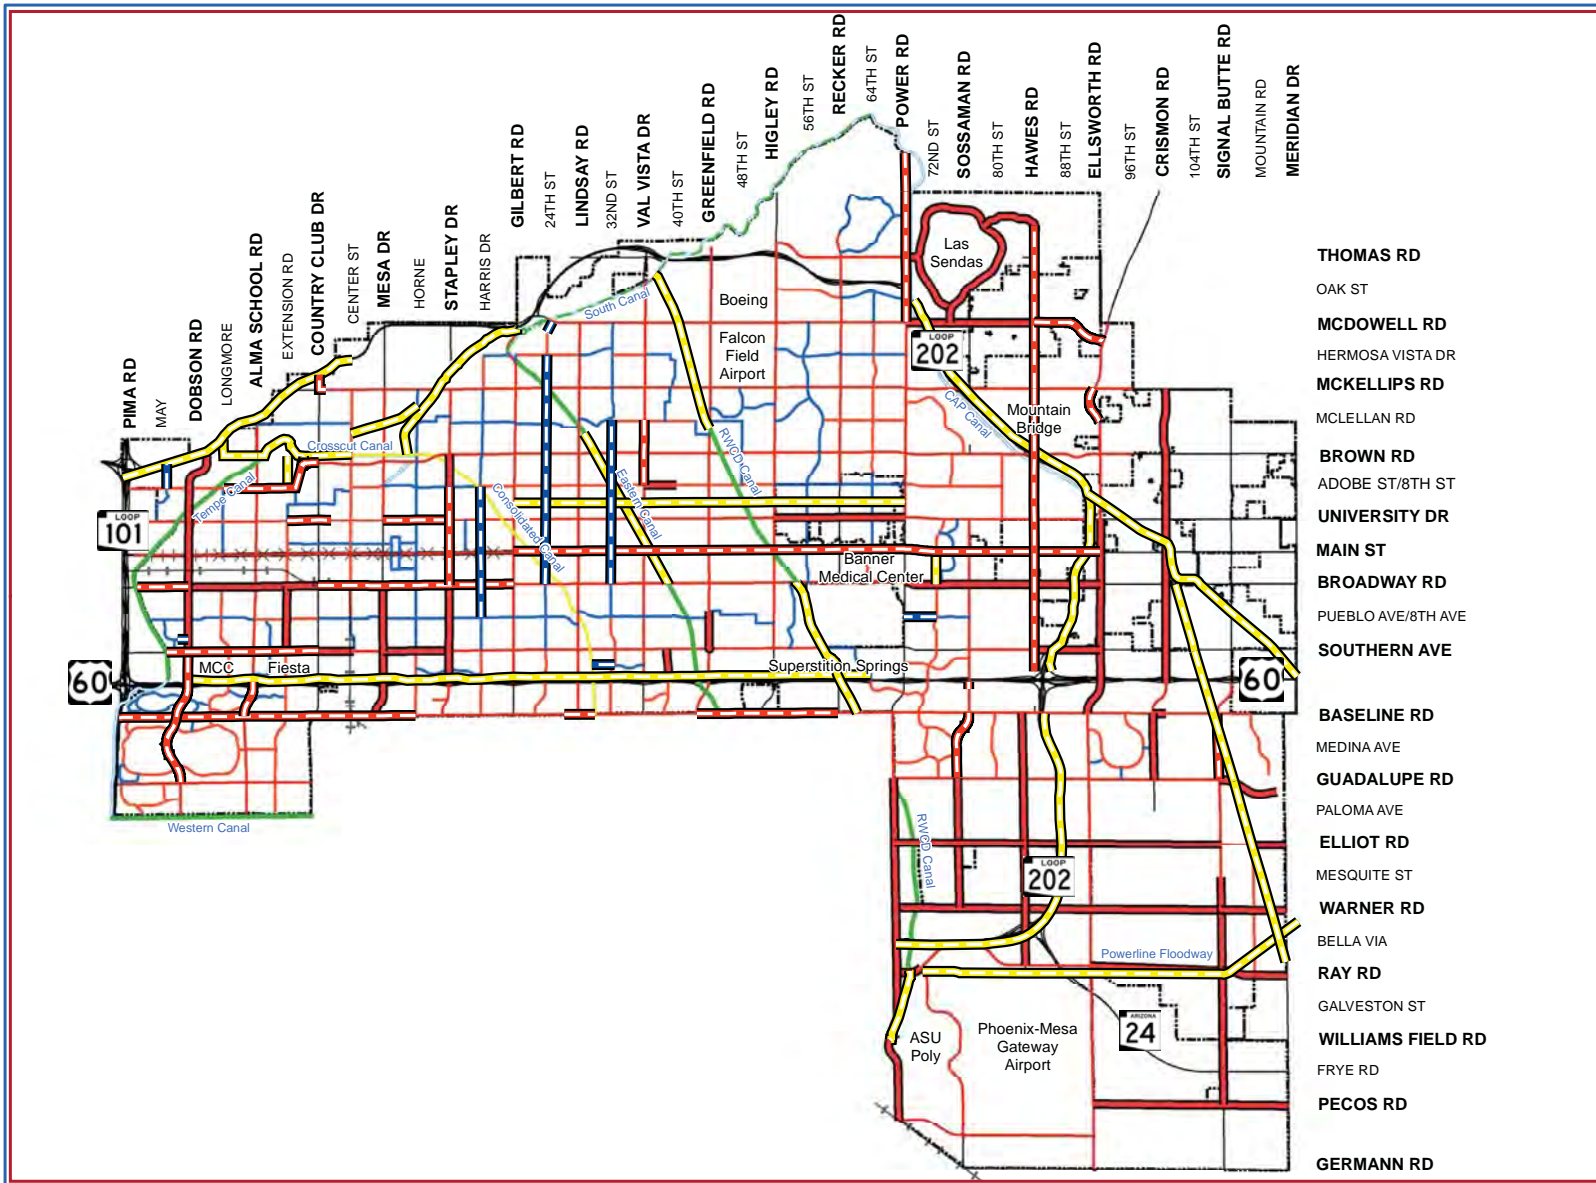 PIMA RD
MAY
DOBSON RD
LONGMORE
ALMA SCHOOL RD
EXTENSION RD
COUNTRY CLUB DR
CENTER ST
MESA DR
HORNE
STAPLEY DR
HARRIS DR
GILBERT RD
24TH ST
LINDSAY RD
32ND ST
VAL VISTA DR
40TH ST
GREENFIELD RD
48TH ST
HIGLEY RD
56TH ST
RECKER RD
64TH ST
POWER RD
72ND ST
SOSSAMAN RD
80TH ST
HAWES RD
88TH ST
ELLSWORTH RD
96TH ST
CRISMON RD
104TH ST
SIGNAL BUTTE RD
MOUNTAIN RD
MERIDIAN DR
THOMAS RD
OAK ST
MCDOWELL RD
HERMOSA VISTA DR
MCKELLIPS RD
MCLELLAN RD
BROWN RD
ADOBE ST/8TH ST
UNIVERSITY DR
MAIN ST
BROADWAY RD
PUEBLO AVE/8TH AVE
SOUTHERN AVE
BASELINE RD
MEDINA AVE
GUADALUPE RD
PALOMA AVE
ELLIOT RD
MESQUITE ST
WARNER RD
BELLA VIA
RAY RD
GALVESTON ST
WILLIAMS FIELD RD
FRYE RD
PECOS RD
GERMANN RD
Las
Sendas
Boeing
South Canal
Falcon
Field
Airport
LOOP
202
CAP Canal
Mountain
Bridge
Crosscut Canal
Tempe Canal
RWCD Canal
Eastern Canal
Consolidated Canal
LOOP
101
Banner
Medical Center
MCC
Fiesta
Superstition Springs
60
60
Western Canal
RWCD Canal
LOOP
202
Powerline Floodway
ARIZONA
24
ASU
Poly
Phoenix-Mesa
Gateway
Airport